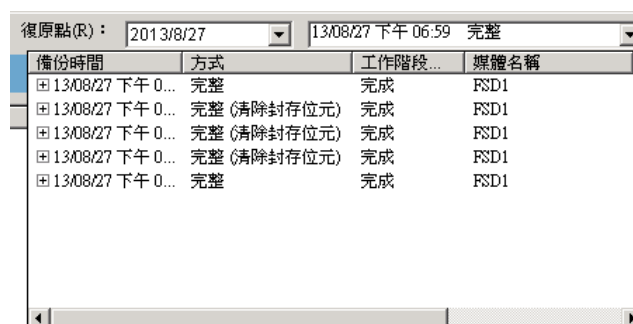 復原點(R)： 2013/8/27 13/08/27 下午 06:59 完整
備份時間 方式 工作階段... 媒體名稱
13/08/27 下午 0... 完整 完成 FSD1
13/08/27 下午 0... 完整 (清除封存位元) 完成 FSD1
13/08/27 下午 0... 完整 (清除封存位元) 完成 FSD1
13/08/27 下午 0... 完整 (清除封存位元) 完成 FSD1
13/08/27 下午 0... 完整 完成 FSD1